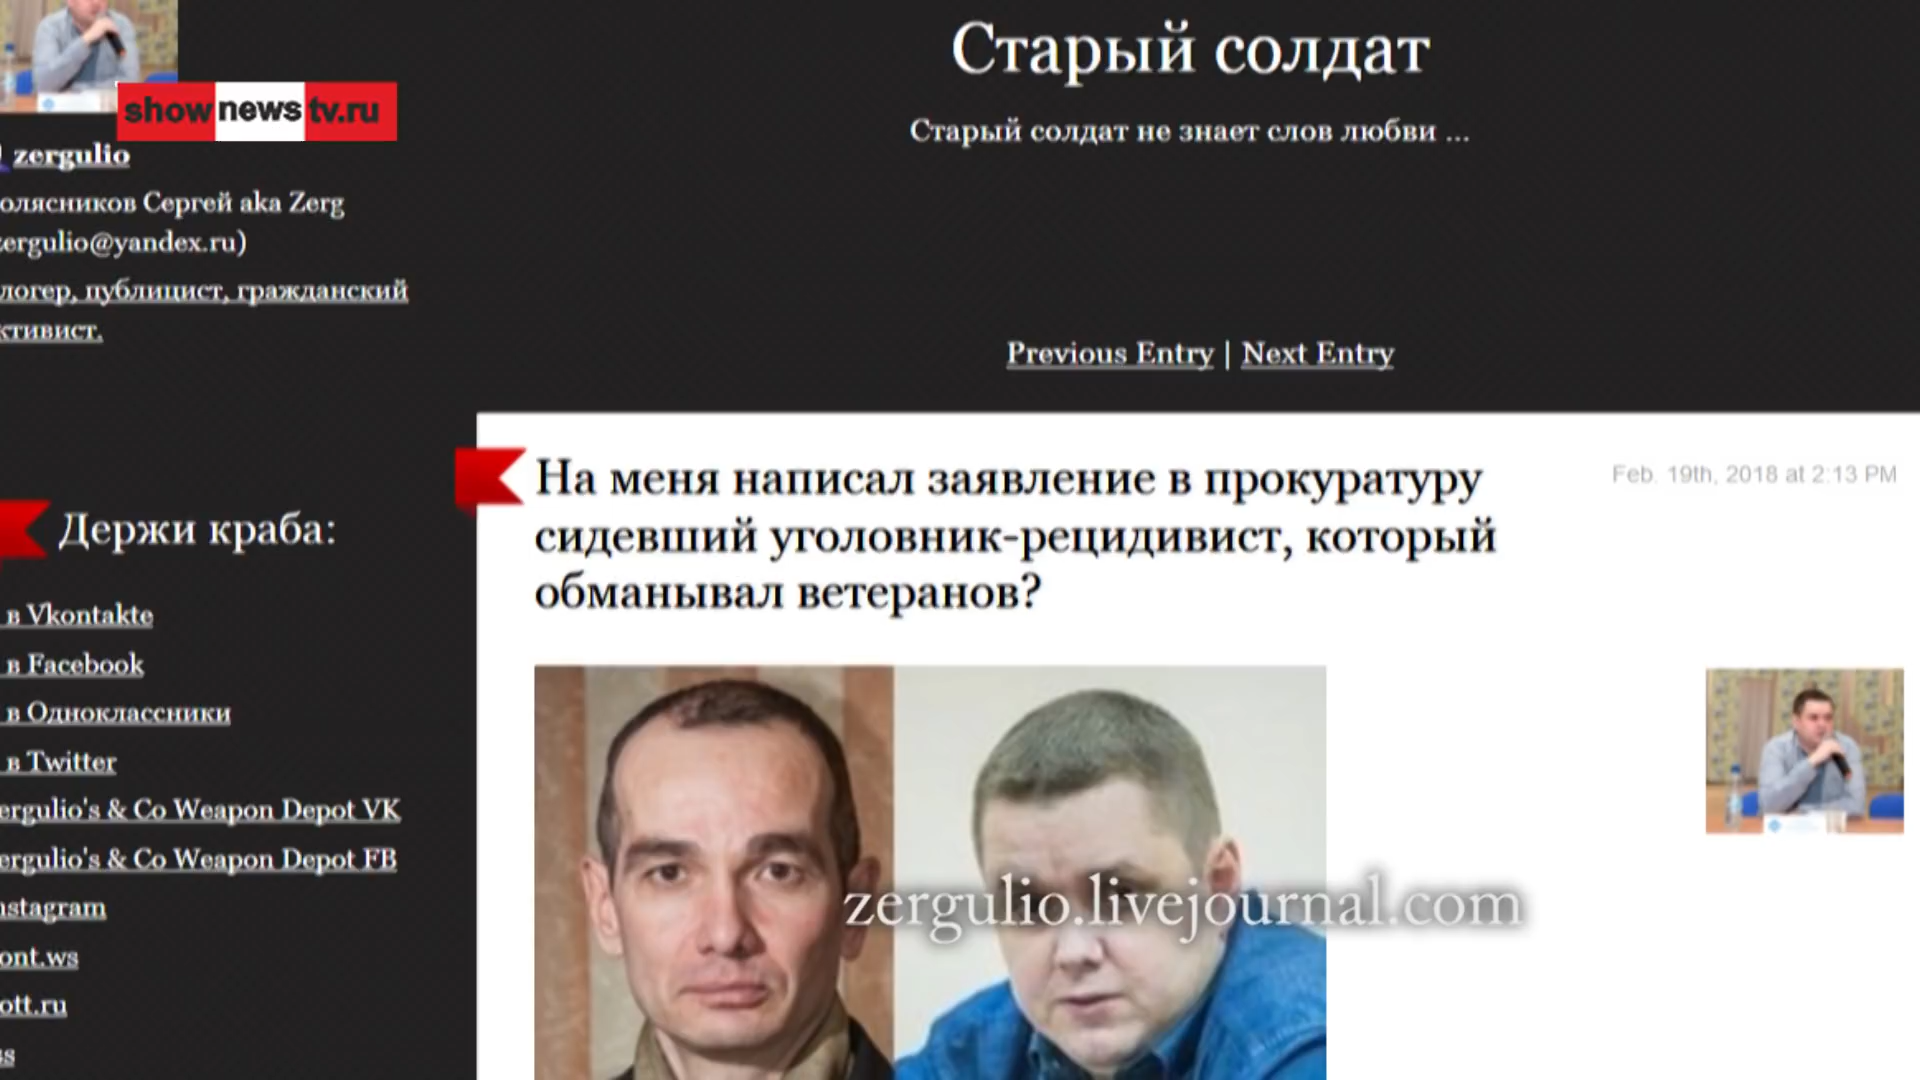 Старый солдат
Старый солдат не знает слов любви ...
shownewstv.ru
zergulio
олясников Сергей aka Zerg
zergulio@yandex.ru)
логер, публицист, гражданский
ктивист.
Previous Entry | Next Entry
На меня написал заявление в прокуратуру
сидевший уголовник-рецидивист, который
обманывал ветеранов?
Feb. 19th, 2018 at 2:13 PM
Держи краба:
в Vkontakte
в Facebook
в Одноклассники
в Twitter
ergulio's & Co Weapon Depot VK
ergulio's & Co Weapon Depot FB
nstagram
ont.ws
ott.ru
ss
zergulio.livejournal.com